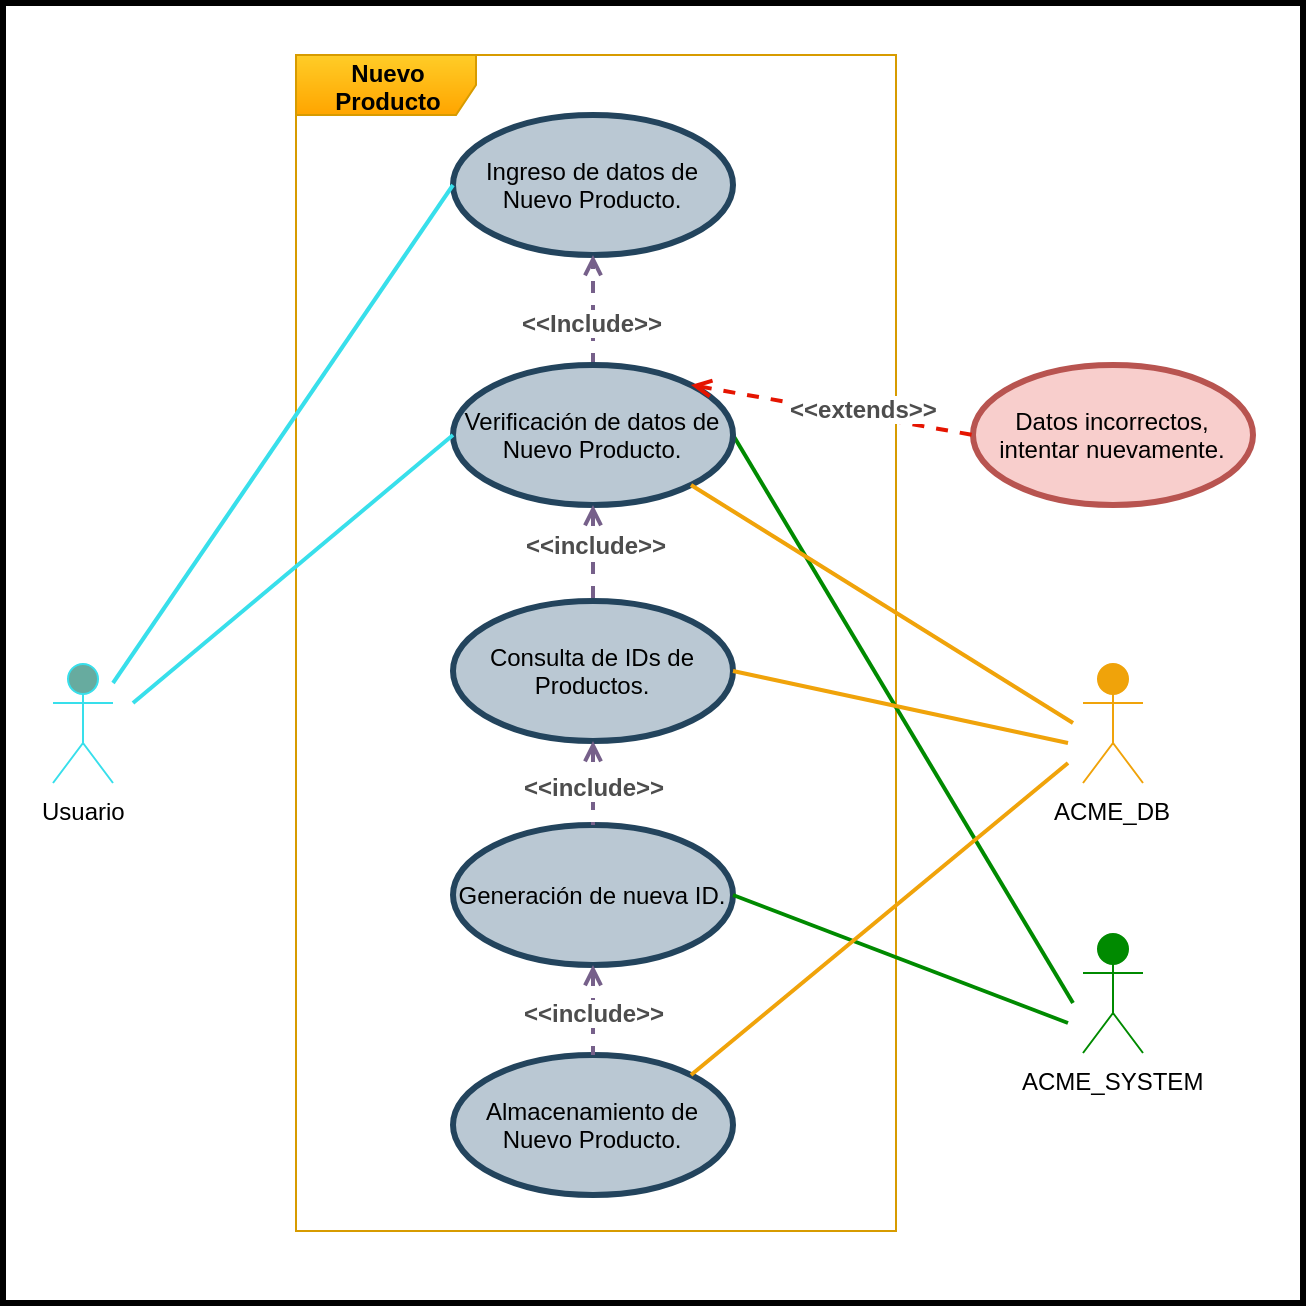 Nuevo
Producto
Ingreso de datos de
Nuevo Producto.
<<Include>>
Verificación de datos de
Nuevo Producto.
<<extends>>
Datos incorrectos,
intentar nuevamente.
<<include>>
Consulta de IDs de
Productos.
<<include>>
Usuario
ACME_DB
Generación de nueva ID.
<<include>>
ACME_SYSTEM
Almacenamiento de
Nuevo Producto.